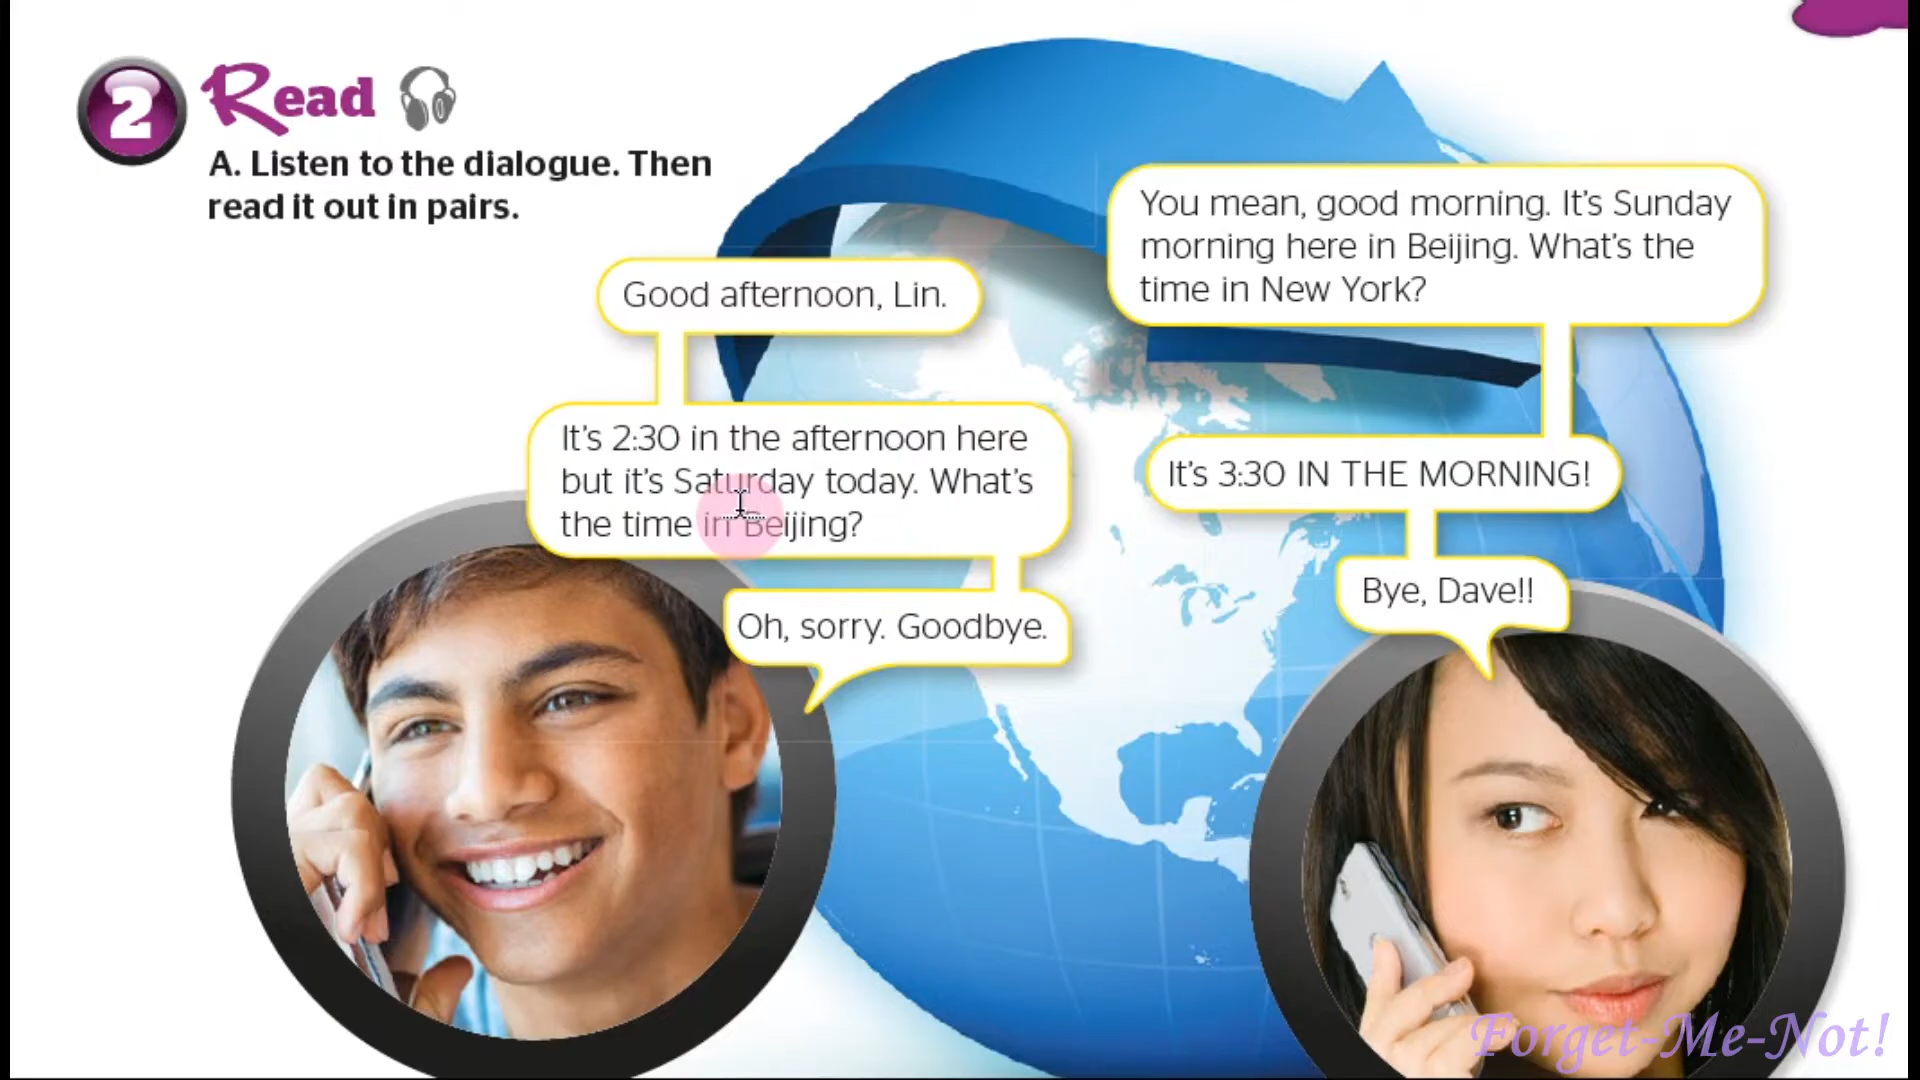 2 Read
A. Listen to the dialogue. Then
read it out in pairs.
Good afternoon, Lin.
You mean, good morning. It's Sunday
morning here in Beijing. What's the
time in New York?
It's 2:30 in the afternoon here
but it's Saturday today. What's
the time in Beijing?
It's 3:30 IN THE MORNING!
Oh, sorry. Goodbye.
Bye, Dave!!
Forget-Me-Not!